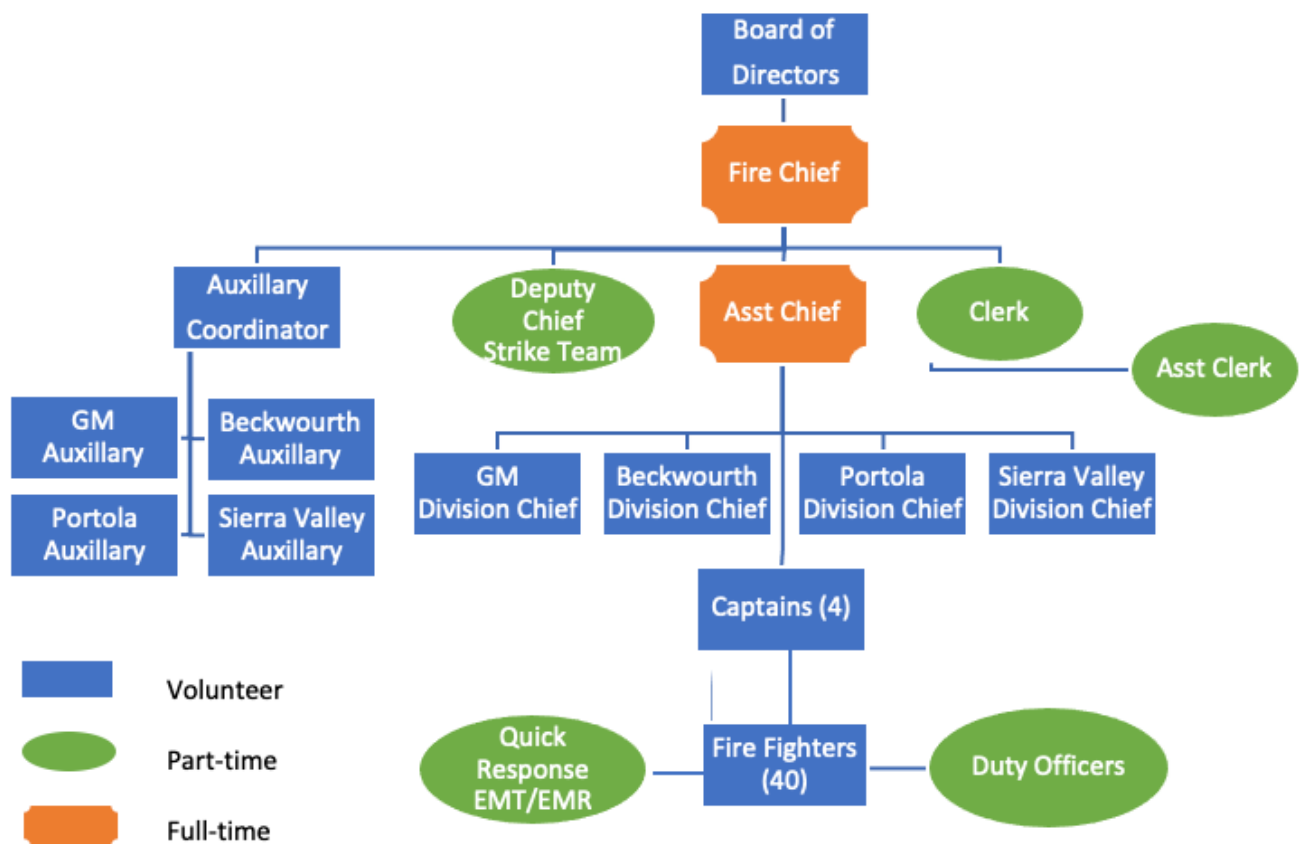 Board of
Directors
Fire Chief
Auxillary
Coordinator
Deputy
Chief
Strike Team
Asst Chief
Clerk
Asst Clerk
GM
Auxillary
Beckwourth
Auxillary
Portola
Auxillary
Sierra Valley
Auxillary
GM
Division Chief
Beckwourth
Division Chief
Portola
Division Chief
Sierra Valley
Division Chief
Captains (4)
Quick
Response
EMT/EMR
Fire Fighters
(40)
Duty Officers
Volunteer
Part-time
Full-time